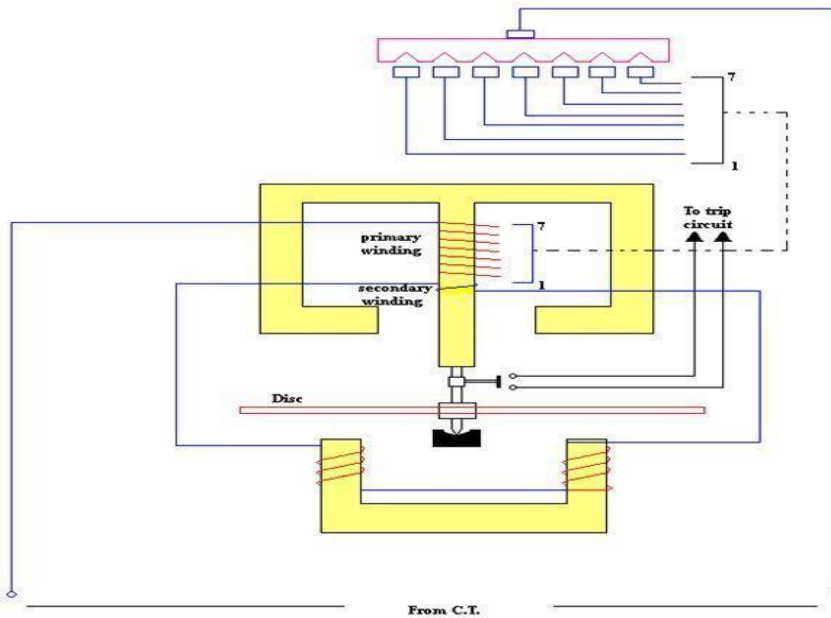 7
1
To trip
circuit
primary
winding
7
secondary
winding
1
Disc
From C.T.